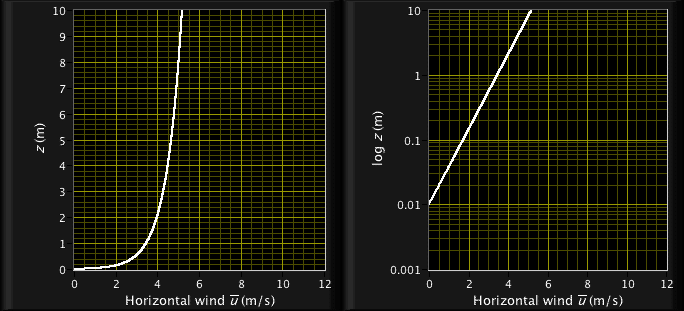 10
9
8
7
6
5
4
3
2
1
0
z (m)
0 2 4 6 8 10 12
Horizontal wind u̅ (m/s)
10
1
0.1
0.01
0.001
log z (m)
0 2 4 6 8 10 12
Horizontal wind u̅ (m/s)